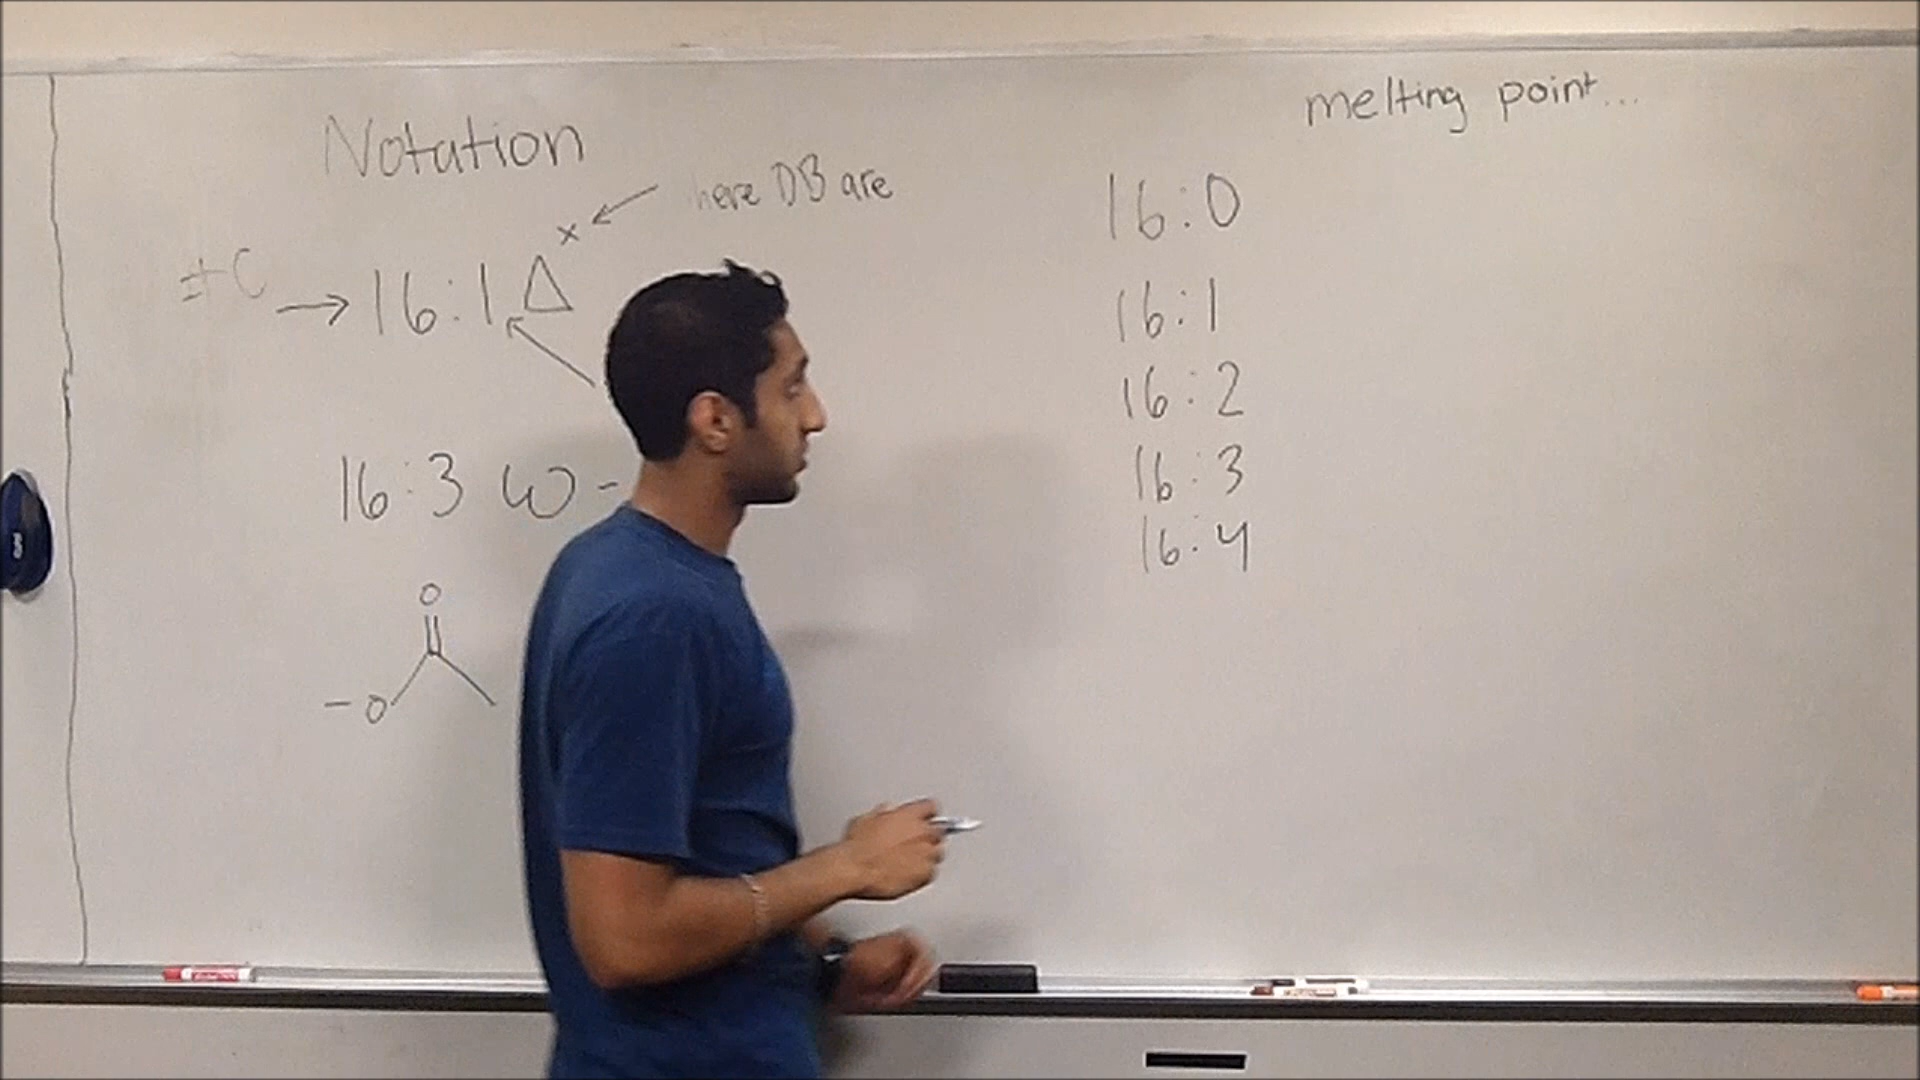 Notation
here DB are
x
# C → 16:1 Δ
16:3 ω -
O
- O
melting point...
16:0
16:1
16:2
16:3
16:4